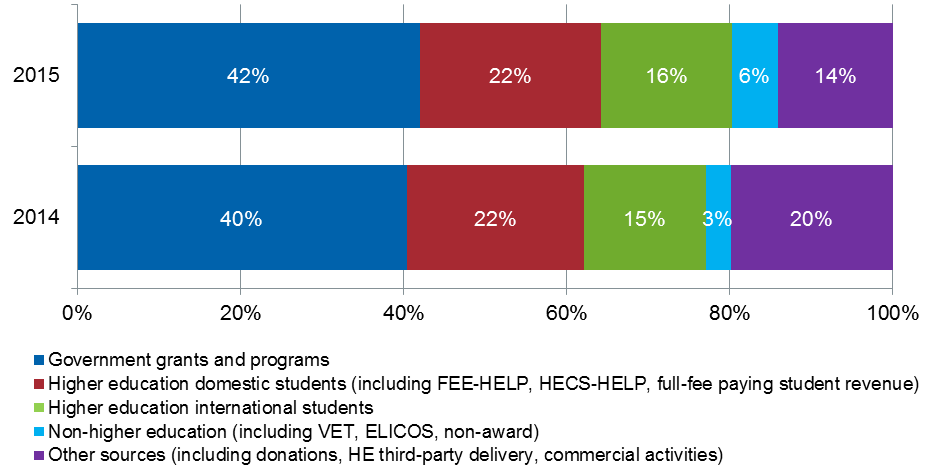 2015 42% 22% 16% 6% 14%
2014 40% 22% 15% 3% 20%
0% 20% 40% 60% 80% 100%
Government grants and programs
Higher education domestic students (including FEE-HELP, HECS-HELP, full-fee paying student revenue)
Higher education international students
Non-higher education (including VET, ELICOS, non-award)
Other sources (including donations, HE third-party delivery, commercial activities)